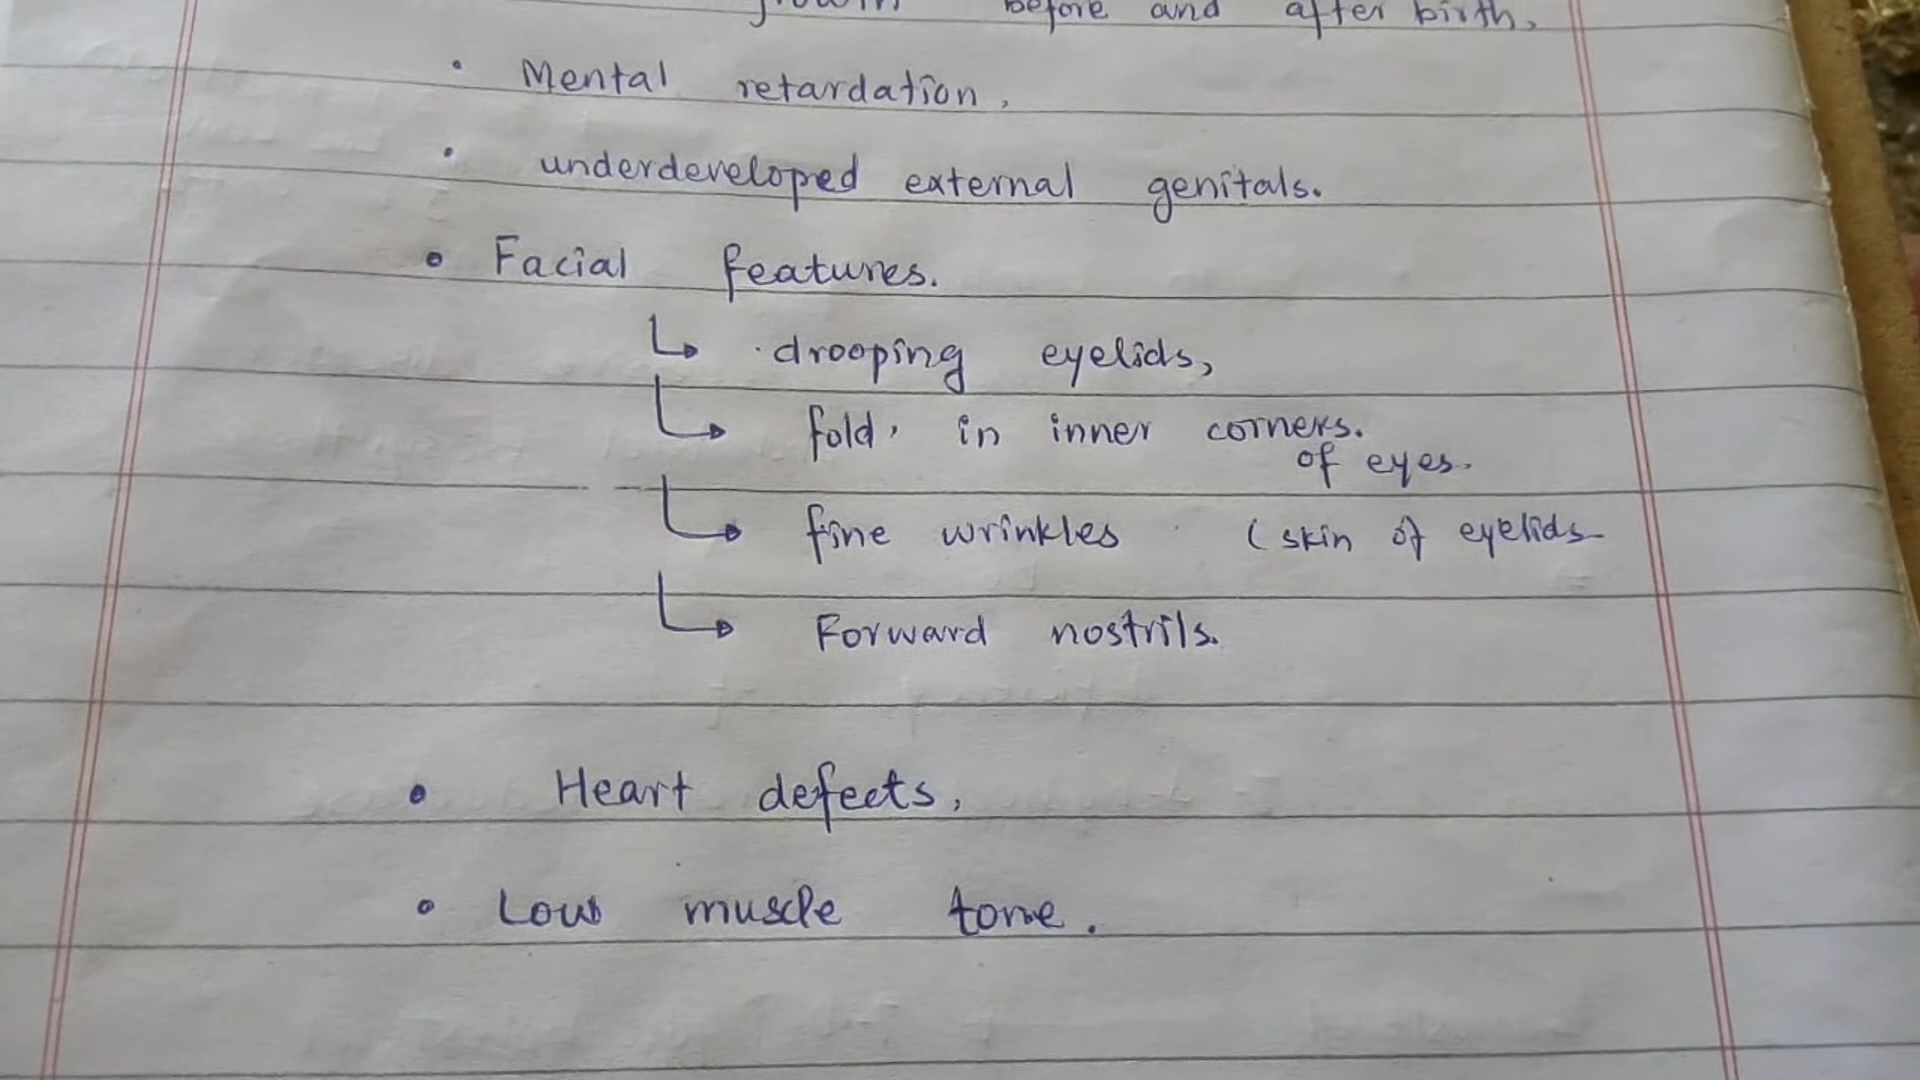 growth before and after birth,
• Mental retardation,
• underdeveloped external genitals.
• Facial features.
↳ drooping eyelids,
↳ fold, in inner corners.
of eyes.
↳ fine wrinkles (skin of eyelids
↳ Forward nostrils.
• Heart defects,
• Low muscle tone.